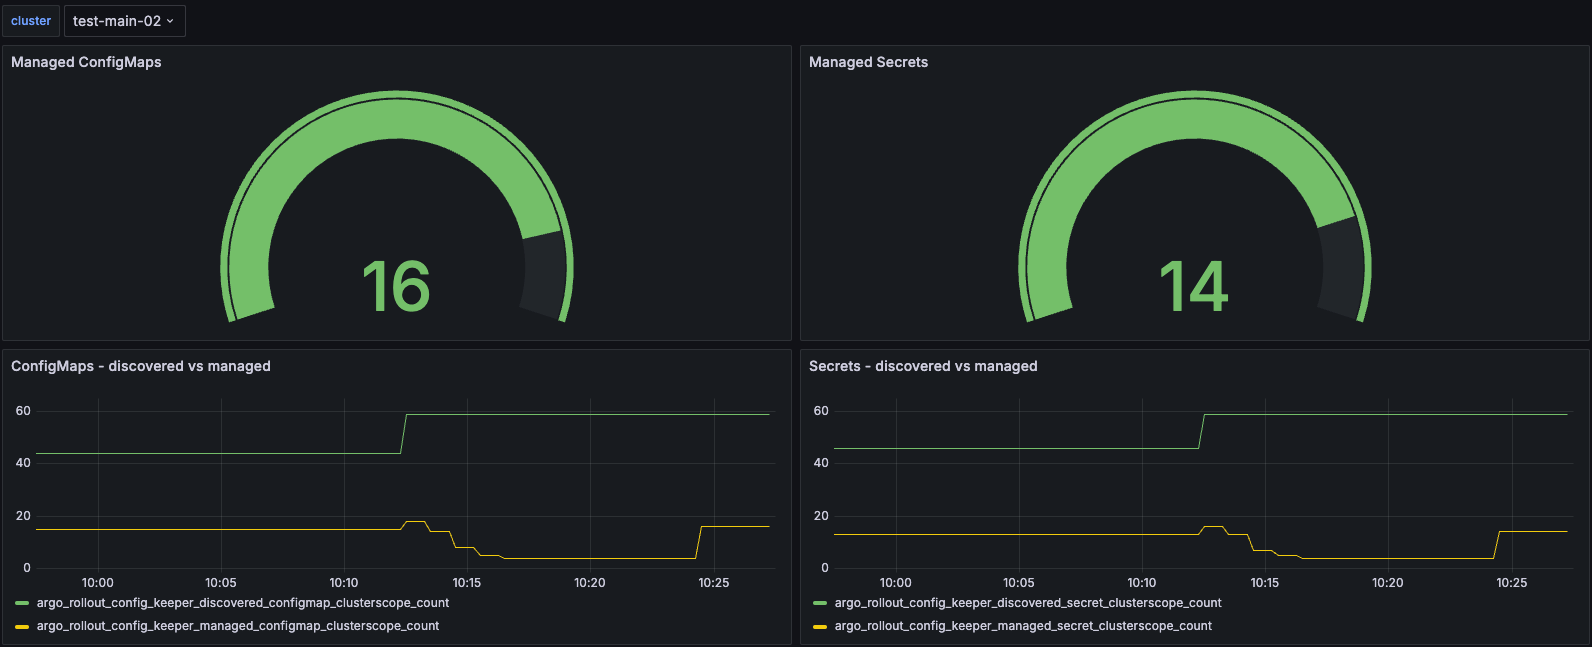 cluster test-main-02
Managed ConfigMaps
16
Managed Secrets
14
ConfigMaps - discovered vs managed
60
40
20
0
10:00 10:05 10:10 10:15 10:20 10:25
argo_rollout_config_keeper_discovered_configmap_clusterscope_count
argo_rollout_config_keeper_managed_configmap_clusterscope_count
Secrets - discovered vs managed
60
40
20
0
10:00 10:05 10:10 10:15 10:20 10:25
argo_rollout_config_keeper_discovered_secret_clusterscope_count
argo_rollout_config_keeper_managed_secret_clusterscope_count